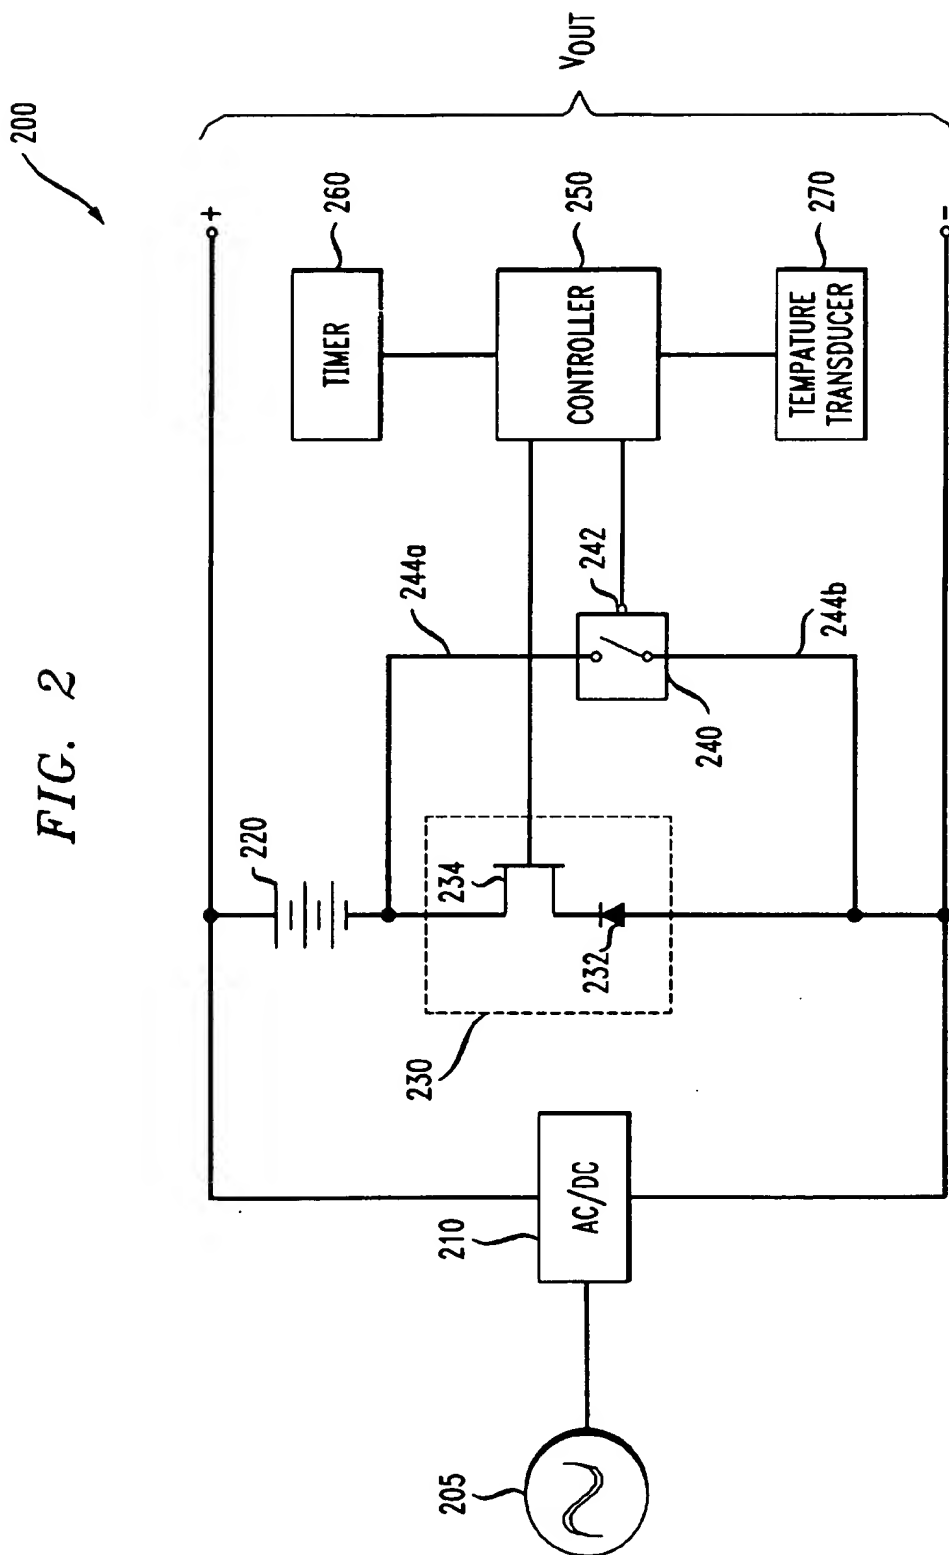 FIG. 2
200
205
210
AC/DC
220
230
234
232
244a
240
242
244b
TIMER
260
CONTROLLER
250
TEMPATURE
TRANSDUCER
270
+
-
VOUT